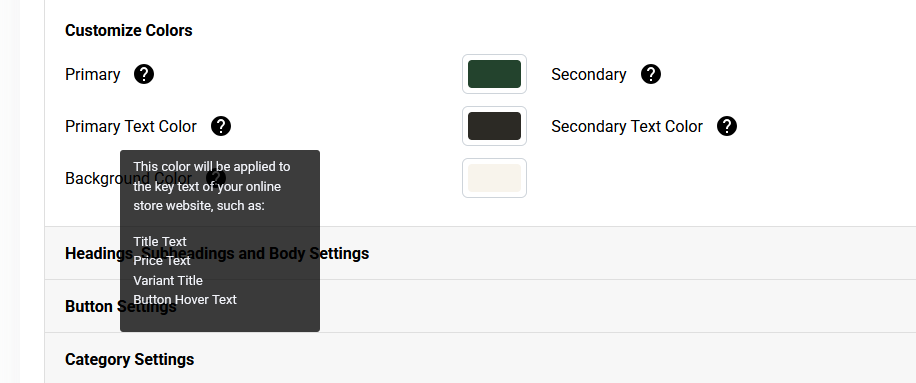 Customize Colors
Primary ? Secondary ?
Primary Text Color ? Secondary Text Color ?
Background Color ?
This color will be applied to
the key text of your online
store website, such as:
Title Text
Price Text
Variant Title
Button Hover Text
Headings, Subheadings and Body Settings
Button Settings
Category Settings